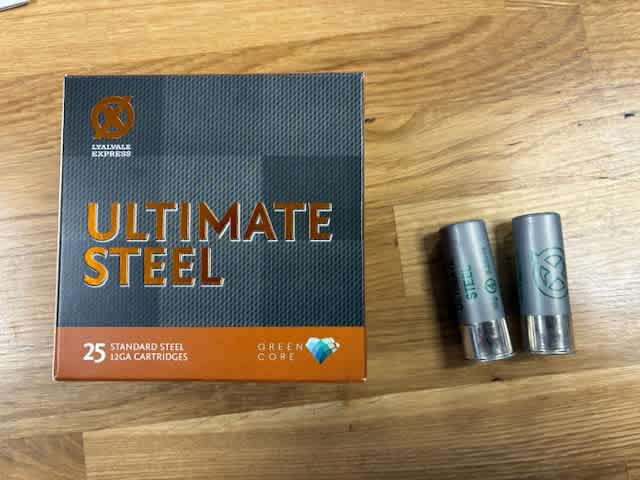 LYALVALE
EXPRESS
ULTIMATE
STEEL
25 STANDARD STEEL
12GA CARTRIDGES
GREEN
CORE
STEEL